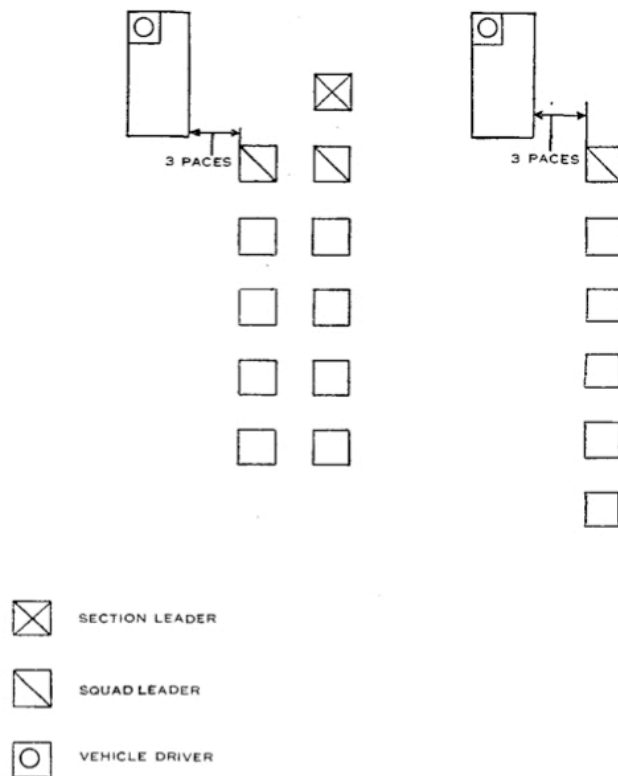 3 PACES
3 PACES
SECTION LEADER
SQUAD LEADER
VEHICLE DRIVER